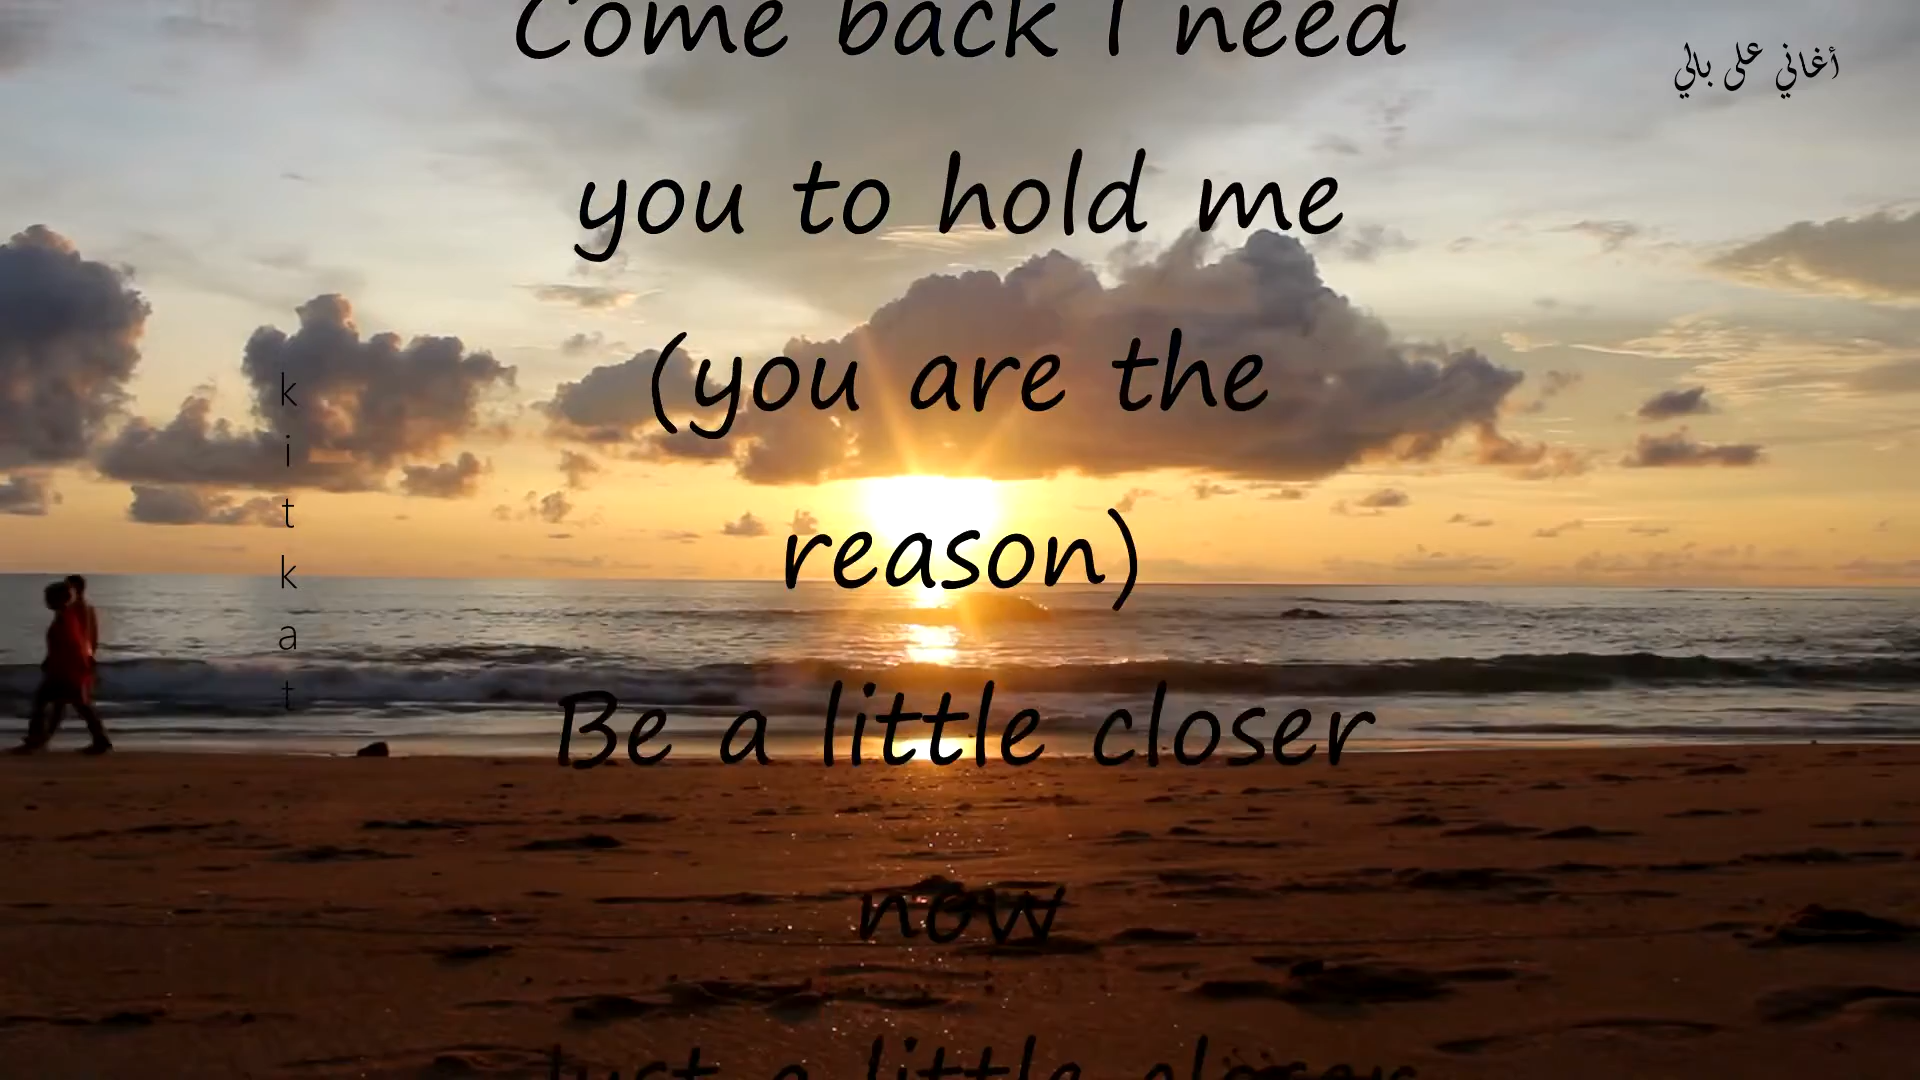 Come back I need
you to hold me
(you are the
reason)
Be a little closer
now
Just a little closer
أغاني على بالي
kitkat